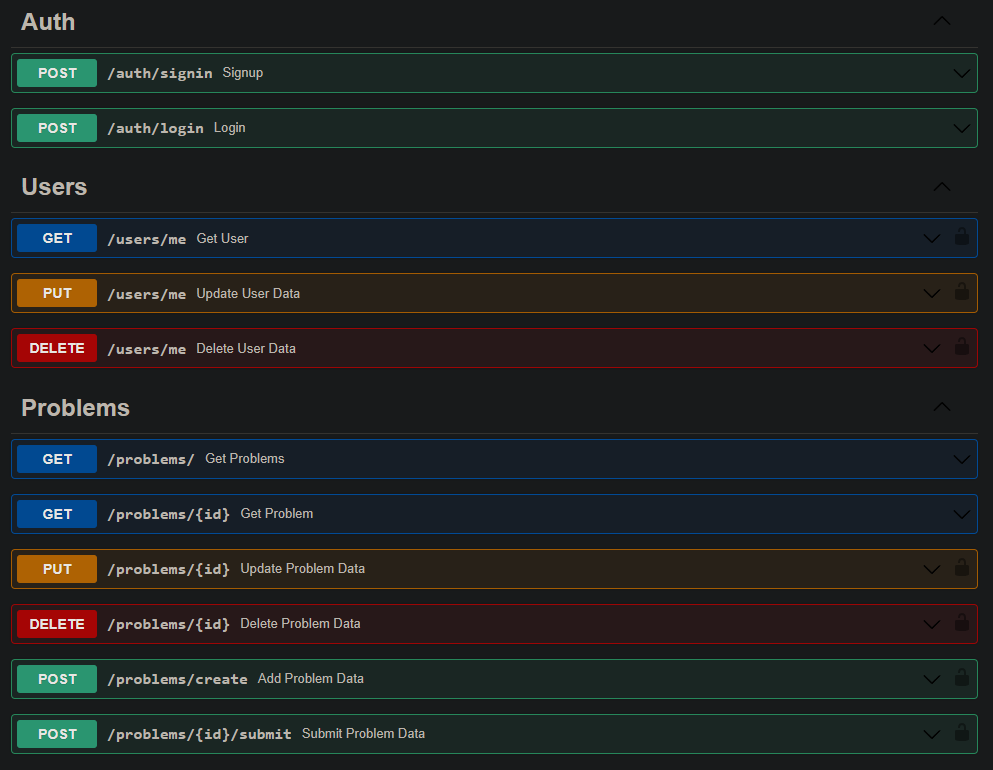 Auth
POST /auth/signin Signup
POST /auth/login Login
Users
GET /users/me Get User
PUT /users/me Update User Data
DELETE /users/me Delete User Data
Problems
GET /problems/ Get Problems
GET /problems/{id} Get Problem
PUT /problems/{id} Update Problem Data
DELETE /problems/{id} Delete Problem Data
POST /problems/create Add Problem Data
POST /problems/{id}/submit Submit Problem Data